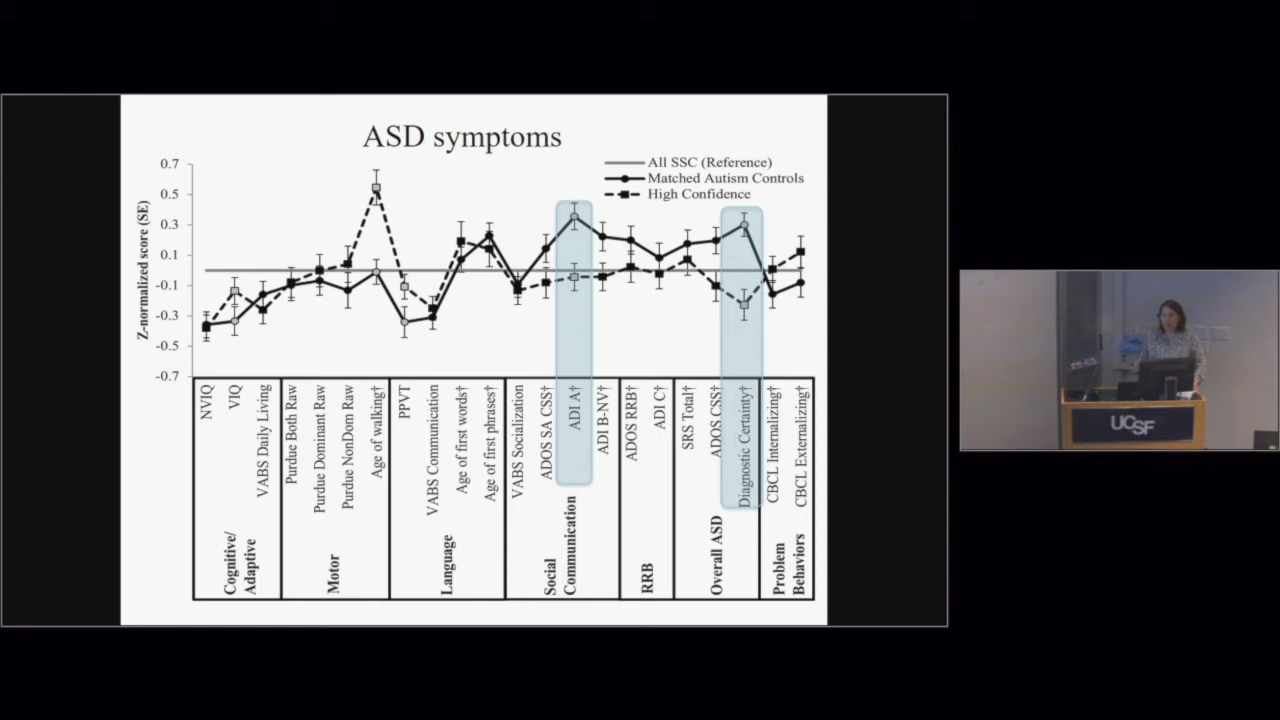 ASD symptoms
All SSC (Reference)
Matched Autism Controls
High Confidence
Z-normalized score (SE)
0.7
0.5
0.3
0.1
-0.1
-0.3
-0.5
-0.7
NVIQ
VIQ
VABS Daily Living
Purdue Both Raw
Purdue Dominant Raw
Purdue NonDom Raw
Age of walking†
PPVT
VABS Communication
Age of first words†
Age of first phrases†
VABS Socialization
ADOS SA CSS†
ADI A†
ADI B-NV†
ADOS RRB†
ADI C†
SRS Total†
ADOS CSS†
Diagnostic Certainty†
CBCL Internalizing†
CBCL Externalizing†
Cognitive/
Adaptive
Motor
Language
Social
Communication
RRB
Overall ASD
Problem
Behaviors
UCSF